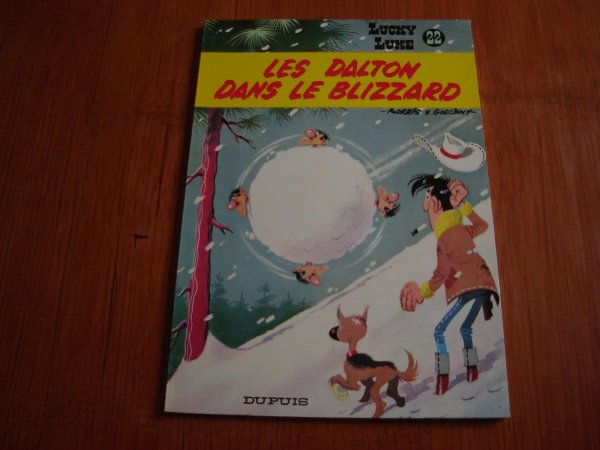 LUCKY
LUKE 22
LES DALTON
DANS LE BLIZZARD
-MORRIS & GOSCINNY-
DUPUIS